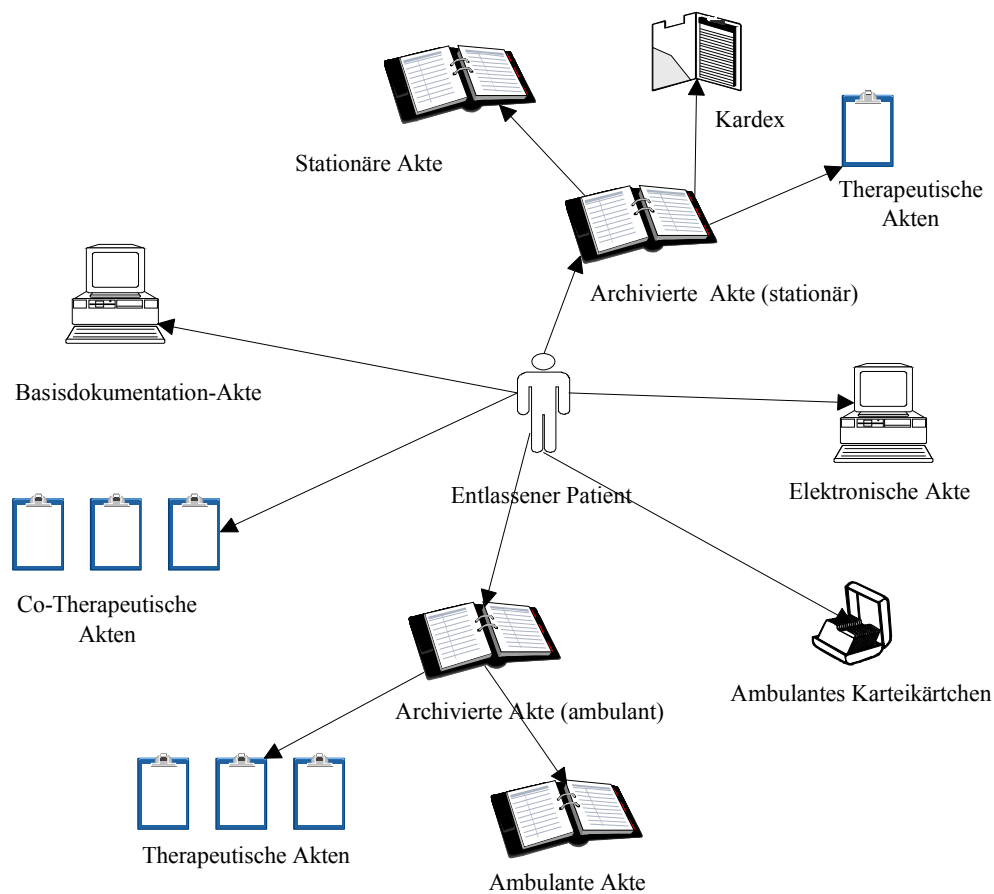 Kardex
Stationäre Akte
Therapeutische
Akten
Archivierte Akte (stationär)
Basisdokumentation-Akte
Entlassener Patient
Elektronische Akte
Co-Therapeutische
Akten
Ambulantes Karteikärtchen
Archivierte Akte (ambulant)
Therapeutische Akten
Ambulante Akte